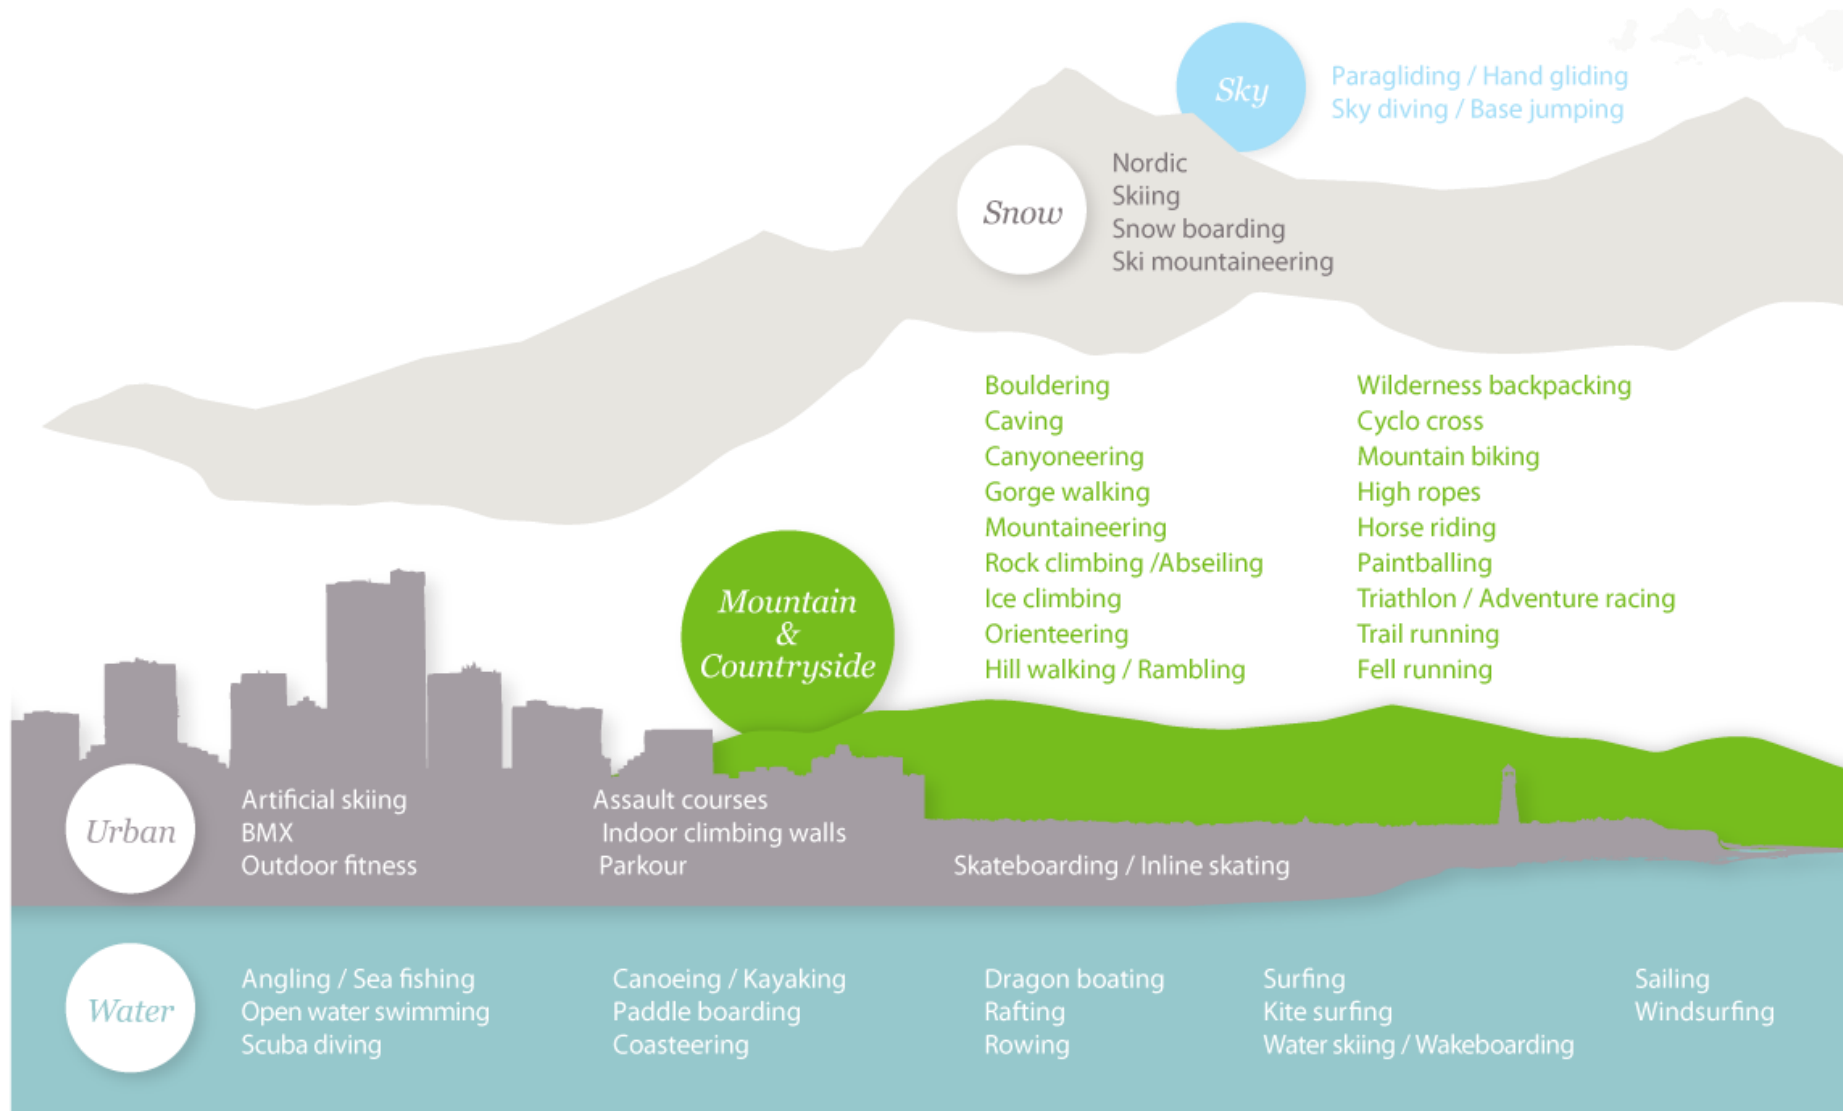 Sky
Paragliding / Hand gliding
Sky diving / Base jumping
Snow
Nordic
Skiing
Snow boarding
Ski mountaineering
Mountain
&
Countryside
Bouldering
Caving
Canyoneering
Gorge walking
Mountaineering
Rock climbing /Abseiling
Ice climbing
Orienteering
Hill walking / Rambling
Wilderness backpacking
Cyclo cross
Mountain biking
High ropes
Horse riding
Paintballing
Triathlon / Adventure racing
Trail running
Fell running
Urban
Artificial skiing
BMX
Outdoor fitness
Assault courses
Indoor climbing walls
Parkour
Skateboarding / Inline skating
Water
Angling / Sea fishing
Open water swimming
Scuba diving
Canoeing / Kayaking
Paddle boarding
Coasteering
Dragon boating
Rafting
Rowing
Surfing
Kite surfing
Water skiing / Wakeboarding
Sailing
Windsurfing